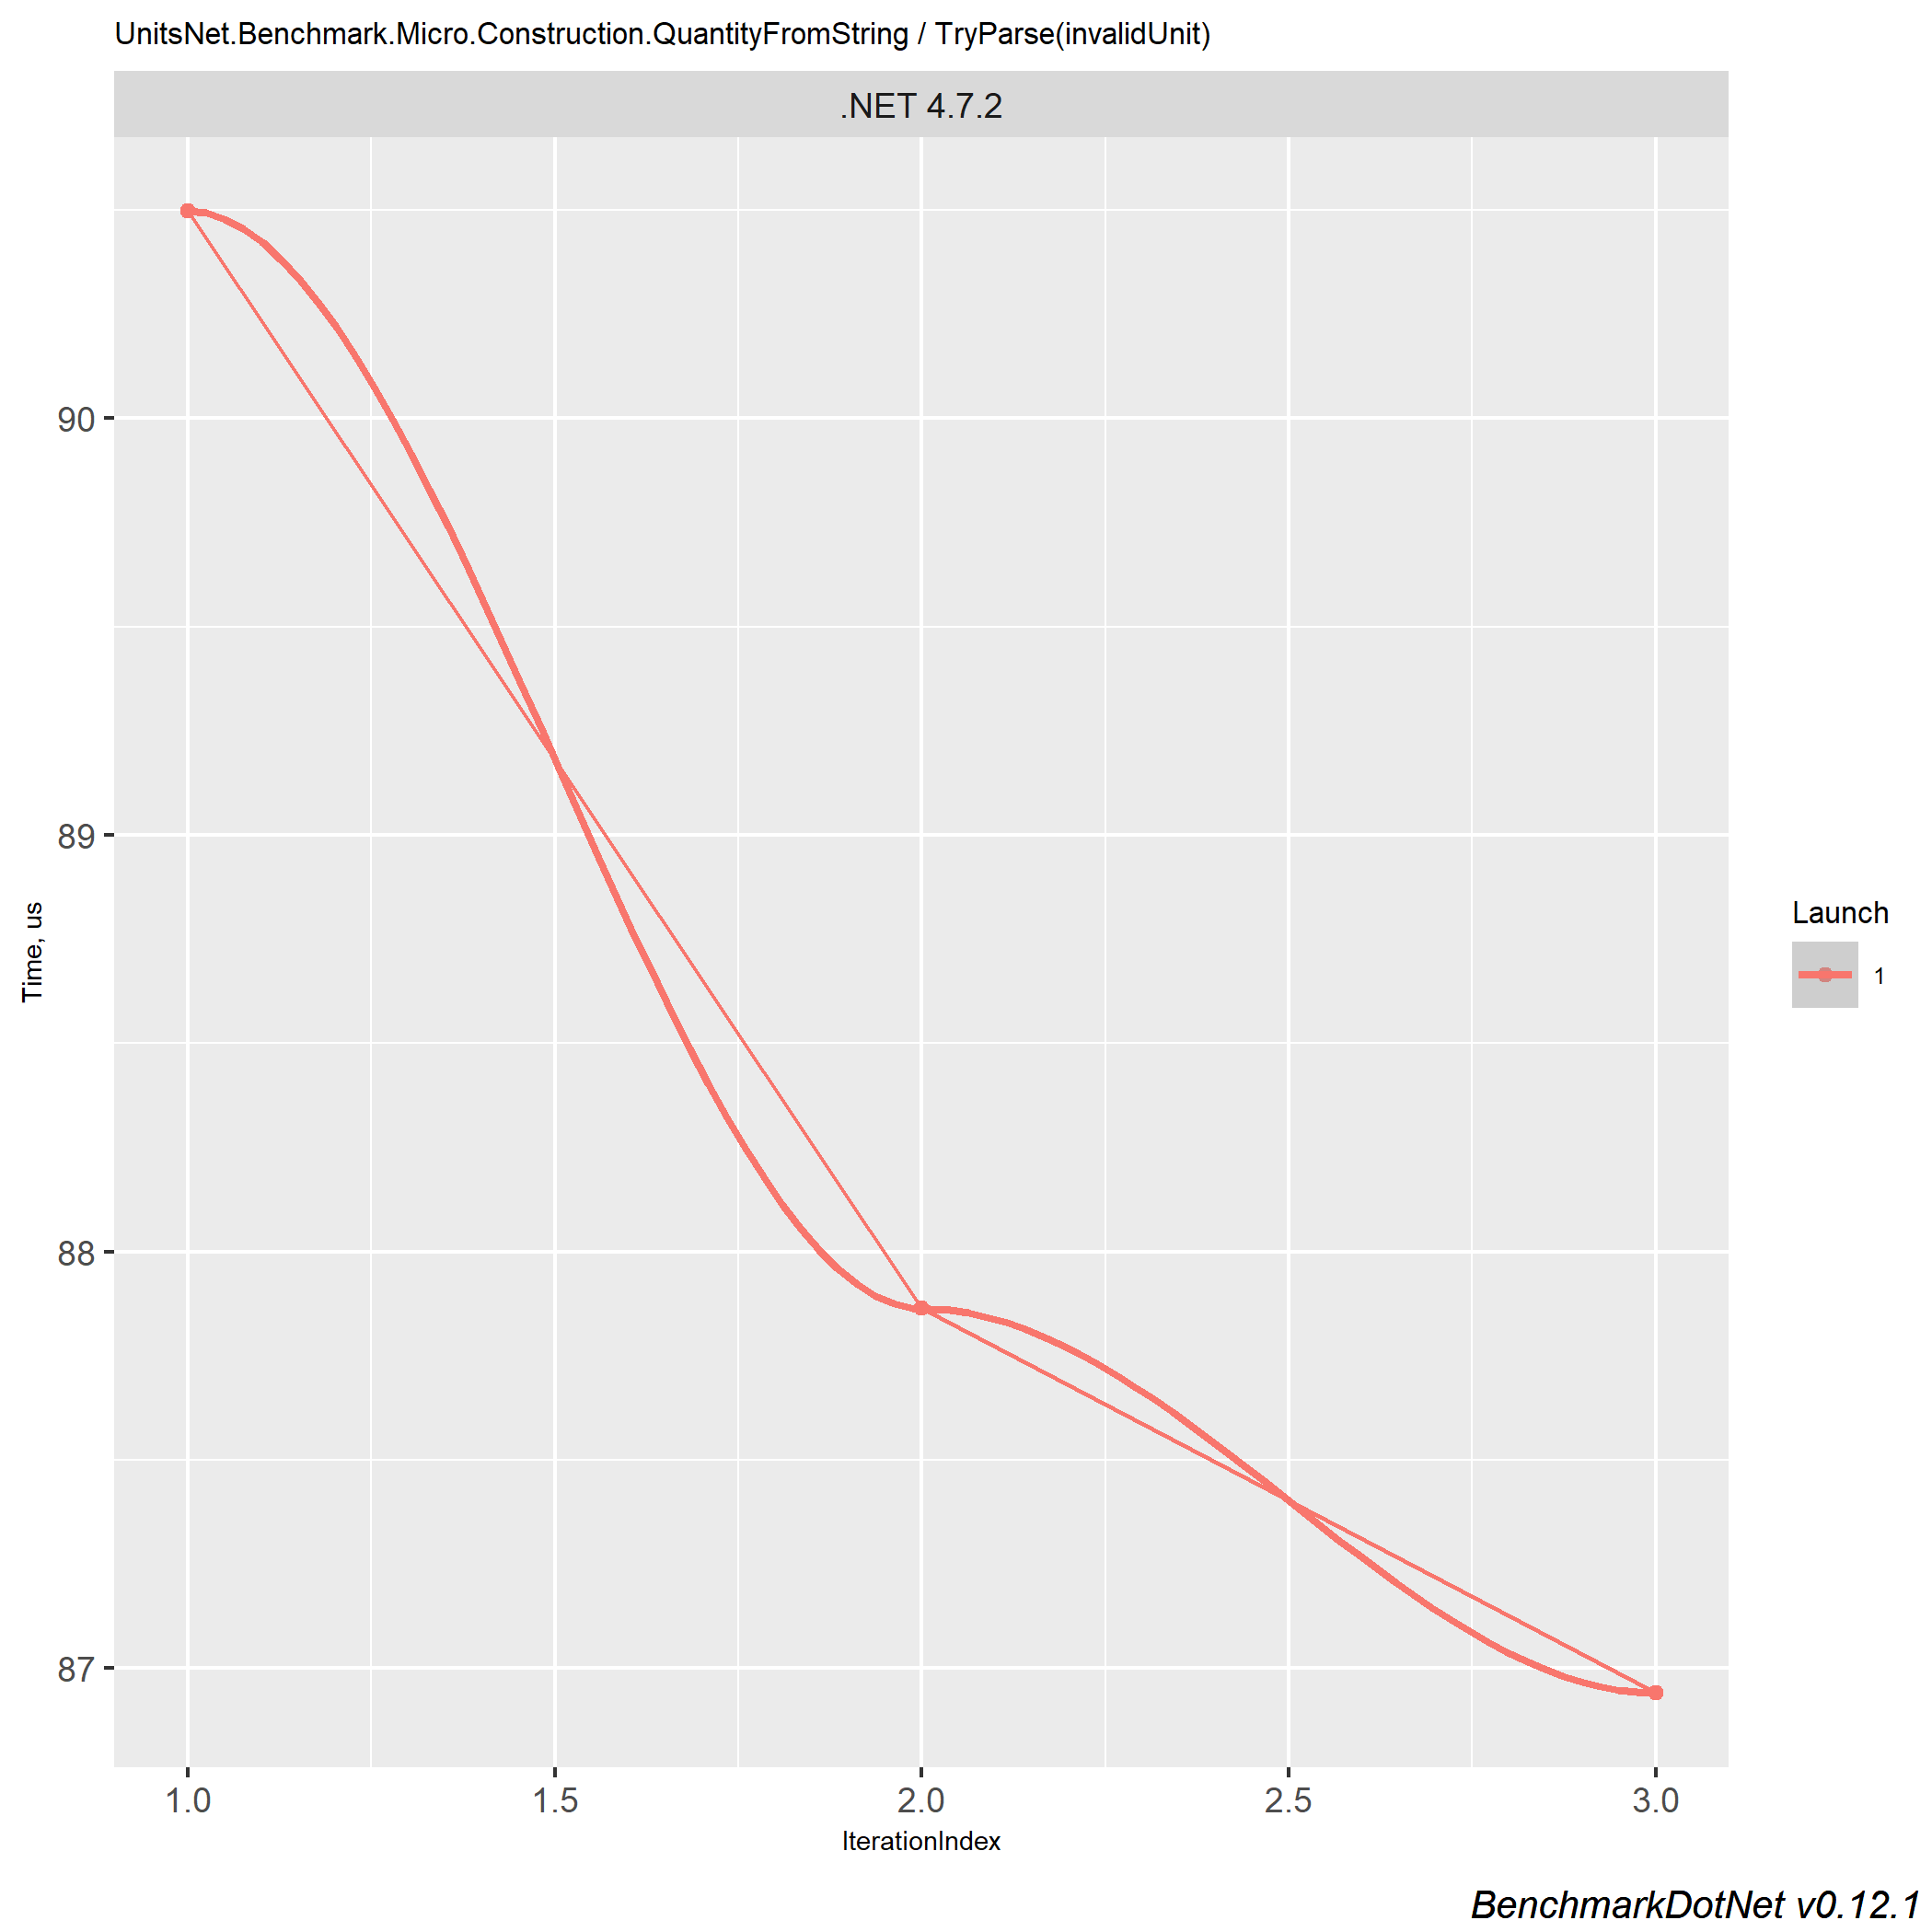 UnitsNet.Benchmark.Micro.Construction.QuantityFromString / TryParse(invalidUnit)
.NET 4.7.2
90
89
88
87
Time, us
1.0 1.5 2.0 2.5 3.0
IterationIndex
Launch
1
BenchmarkDotNet v0.12.1